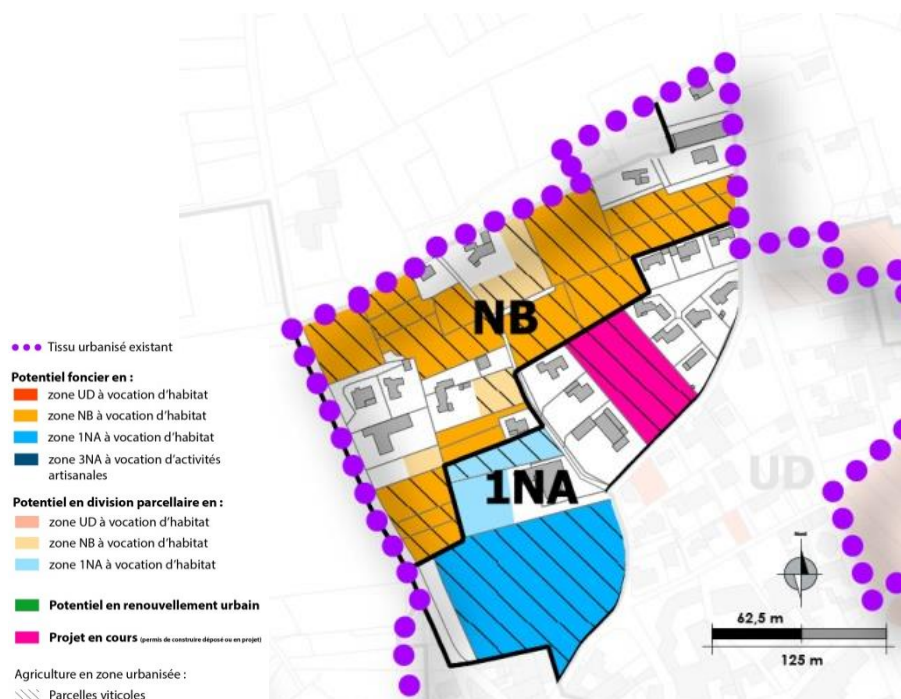 NB
1NA
UD
Tissu urbanisé existant
Potentiel foncier en :
zone UD à vocation d'habitat
zone NB à vocation d'habitat
zone 1NA à vocation d'habitat
zone 3NA à vocation d'activités
artisanales
Potentiel en division parcellaire en :
zone UD à vocation d'habitat
zone NB à vocation d'habitat
zone 1NA à vocation d'habitat
Potentiel en renouvellement urbain
Projet en cours (permis de construire déposé ou en projet)
Agriculture en zone urbanisée :
Parcelles viticoles
Nord
62,5 m
125 m